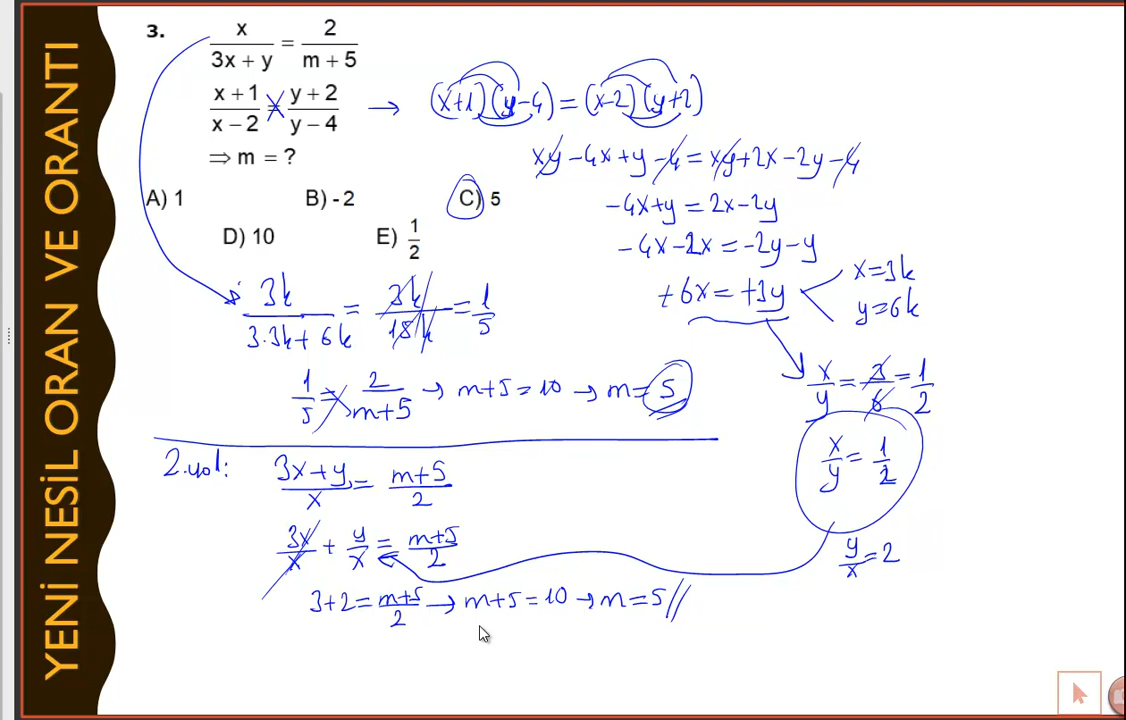 YENİ NESİL ORAN VE ORANTI
3. x/(3x + y) = 2/(m + 5)
(x + 1)/(x − 2) = (y + 2)/(y − 4) → (x+1)(y−4) = (x−2)(y+2)
⇒ m = ?
xy − 4x + y − 4 = xy + 2x − 2y − 4
A) 1 B) - 2 C) 5
−4x+y = 2x−2y
D) 10 E) 1/2
−4x−2x = −2y−y
+6x = +3y
x=3k
y=6k
3k/(3.3k+6k) = 3k/15k = 1/5
x/y = 3/6 = 1/2
1/5 = 2/(m+5) → m+5=10 → m=5
x/y = 1/2
y/x = 2
2.yol: (3x+y)/x = (m+5)/2
3x/x + y/x = (m+5)/2
3+2 = (m+5)/2 → m+5=10 → m=5//